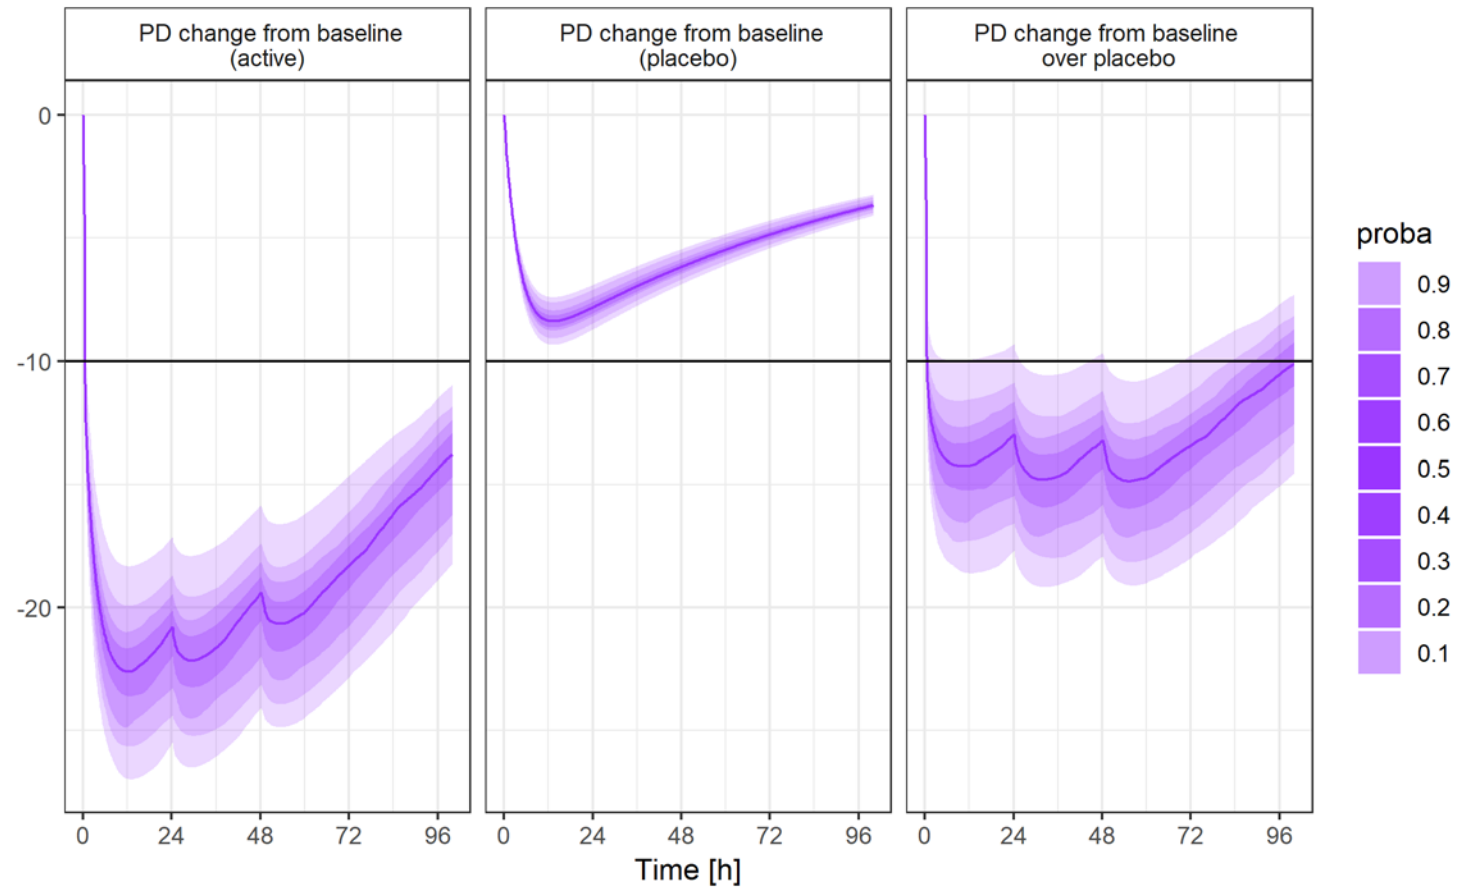 PD change from baseline
(active)
PD change from baseline
(placebo)
PD change from baseline
over placebo
0
-10
-20
0 24 48 72 96
0 24 48 72 96
0 24 48 72 96
Time [h]
proba
0.9
0.8
0.7
0.6
0.5
0.4
0.3
0.2
0.1